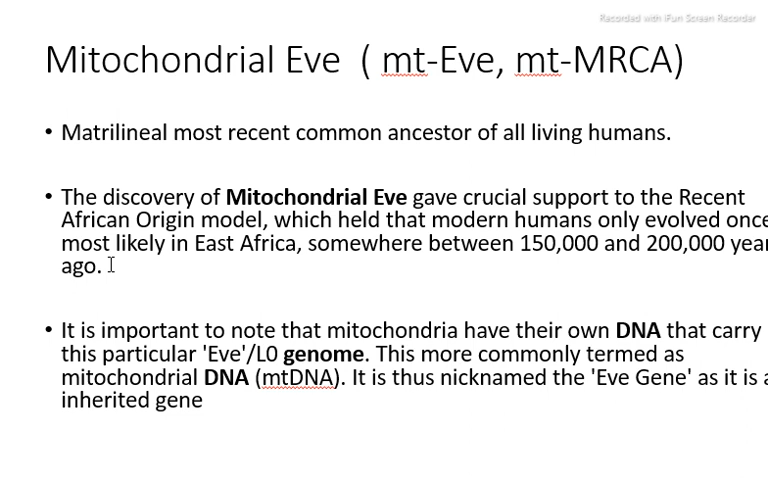 Recorded with iFun Screen Recorder
Mitochondrial Eve ( mt-Eve, mt-MRCA)
• Matrilineal most recent common ancestor of all living humans.
• The discovery of Mitochondrial Eve gave crucial support to the Recent
African Origin model, which held that modern humans only evolved once
most likely in East Africa, somewhere between 150,000 and 200,000 year
ago.
• It is important to note that mitochondria have their own DNA that carry
this particular 'Eve'/L0 genome. This more commonly termed as
mitochondrial DNA (mtDNA). It is thus nicknamed the 'Eve Gene' as it is a
inherited gene